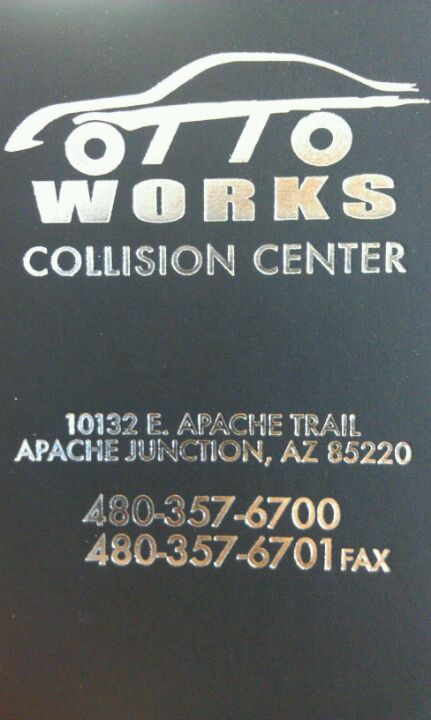 OTTO
WORKS
COLLISION CENTER
10132 E. APACHE TRAIL
APACHE JUNCTION, AZ 85220
480-357-6700
480-357-6701 FAX